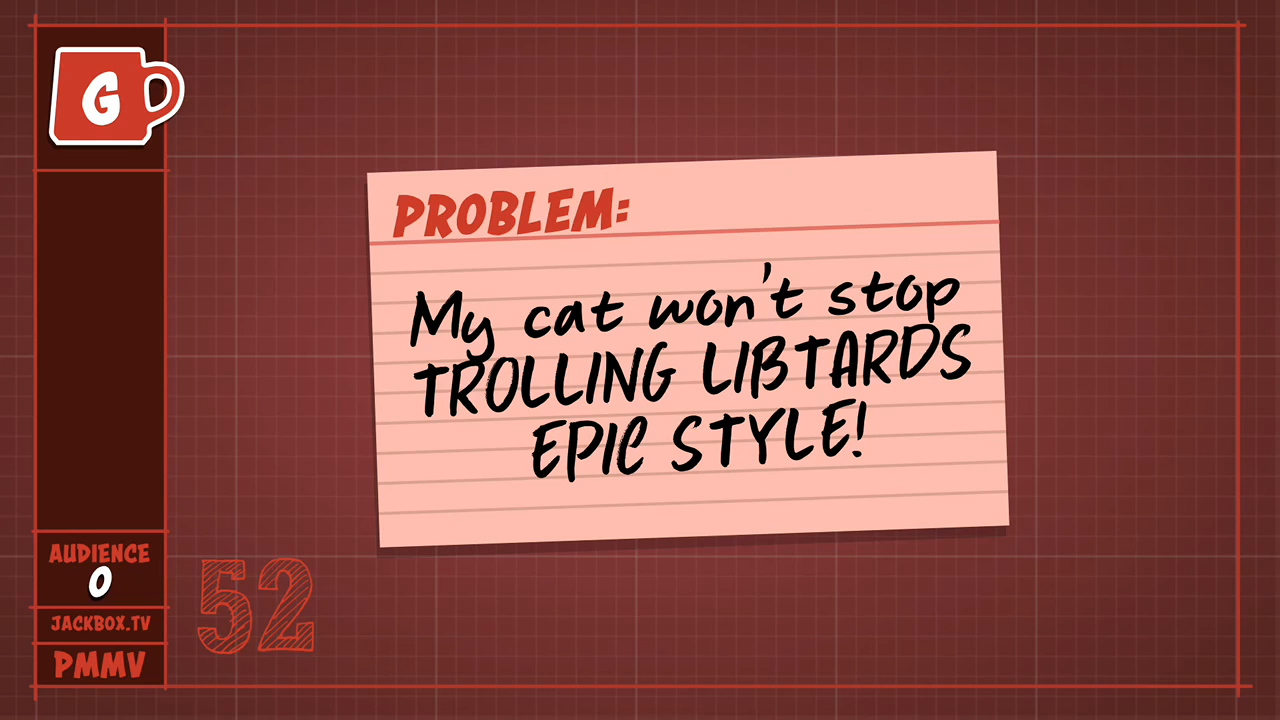 G
PROBLEM:
My cat won't stop
TROLLING LIBTARDS
EPIC STYLE!
AUDIENCE
0
JACKBOX.TV
PMMV
52